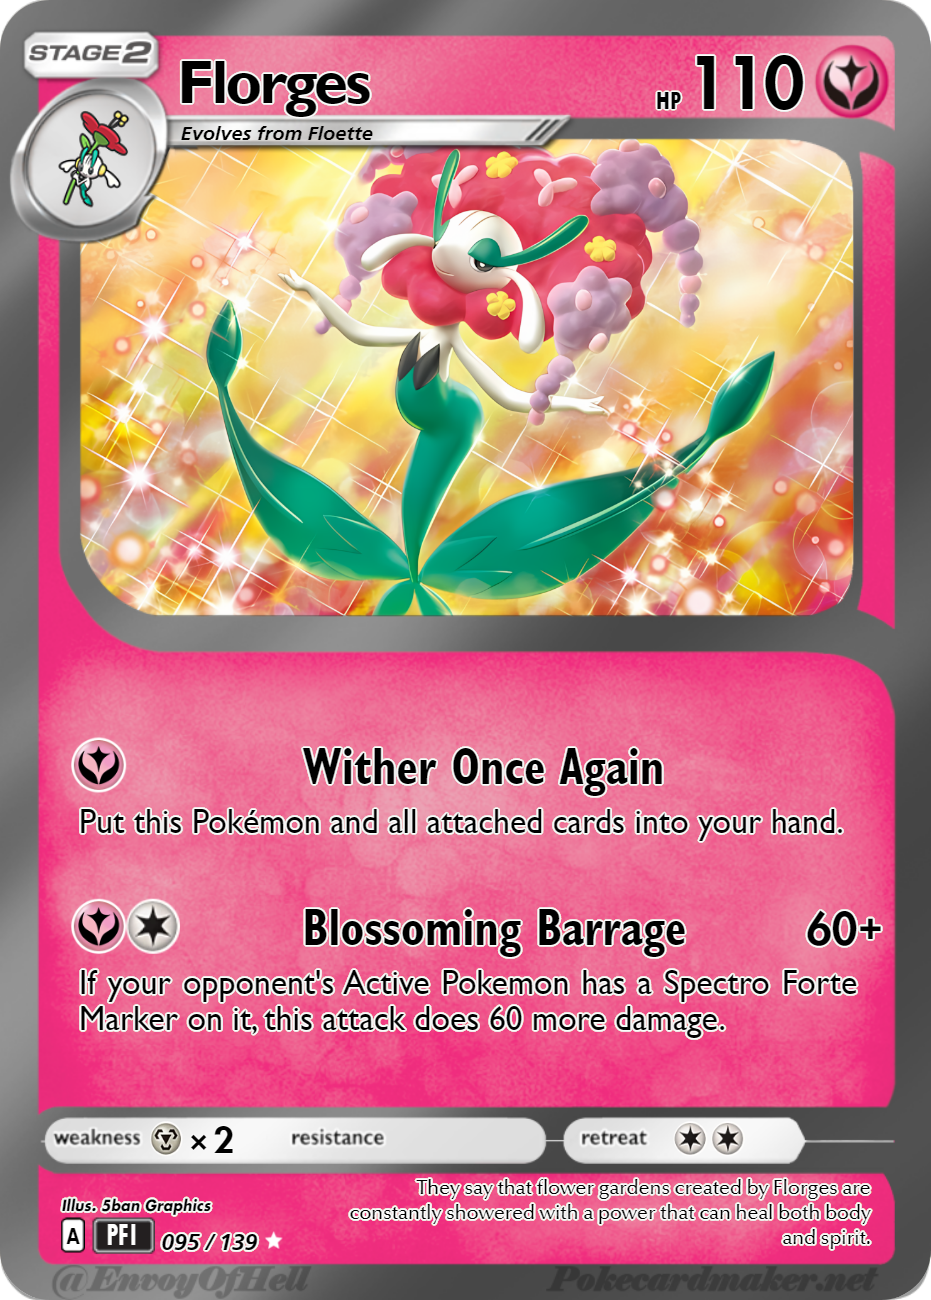 STAGE 2
Florges
HP 110
Evolves from Floette
Wither Once Again
Put this Pokémon and all attached cards into your hand.
Blossoming Barrage 60+
If your opponent's Active Pokemon has a Spectro Forte
Marker on it, this attack does 60 more damage.
weakness × 2 resistance retreat
They say that flower gardens created by Florges are
constantly showered with a power that can heal both body
and spirit.
Illus. 5ban Graphics
A PFI 095 / 139
@EnvoyOfHell Pokecardmaker.net